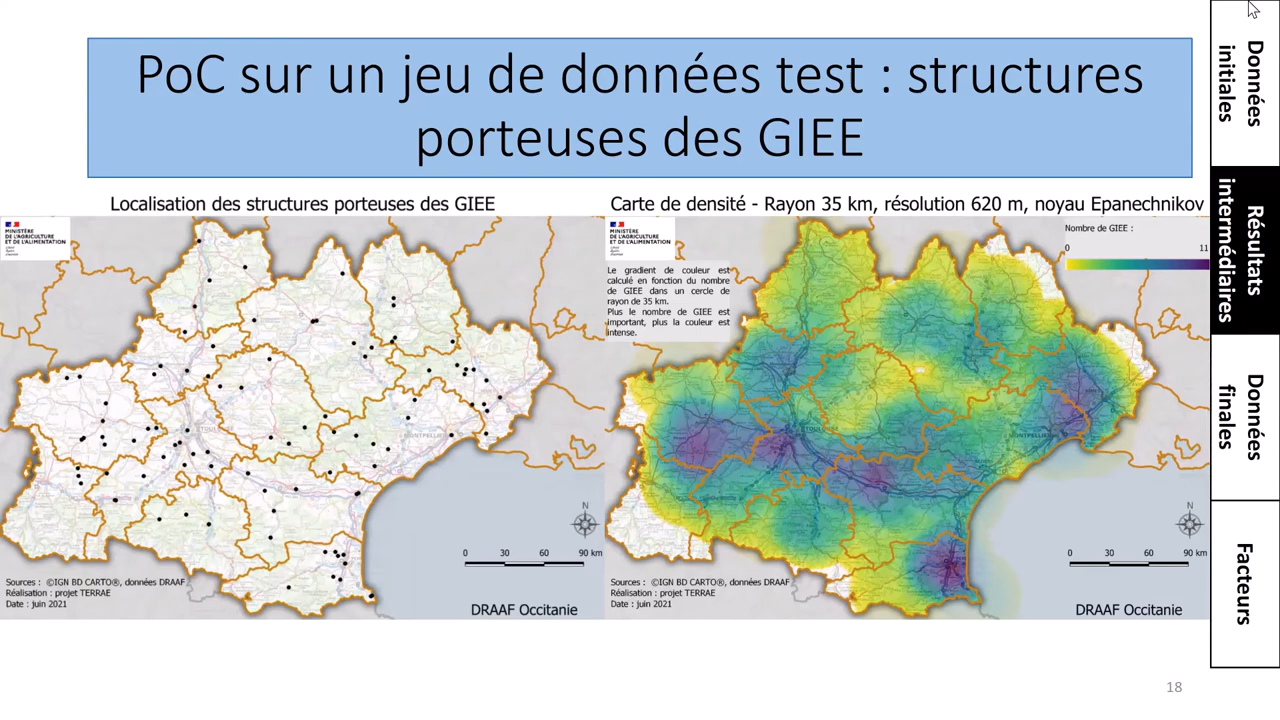 PoC sur un jeu de données test : structures
porteuses des GIEE
Localisation des structures porteuses des GIEE
MINISTÈRE
DE L'AGRICULTURE
ET DE L'ALIMENTATION
TOULOUSE
MONTPELLIER
N
0 30 60 90 km
Sources : ©IGN BD CARTO®, données DRAAF
Réalisation : projet TERRAE
Date : juin 2021
DRAAF Occitanie
Carte de densité - Rayon 35 km, résolution 620 m, noyau Epanechnikov
MINISTÈRE
DE L'AGRICULTURE
ET DE L'ALIMENTATION
Nombre de GIEE :
0 11
Le gradient de couleur est
calculé en fonction du nombre
de GIEE dans un cercle de
rayon de 35 km.
Plus le nombre de GIEE est
important, plus la couleur est
intense.
TOULOUSE
MONTPELLIER
N
0 30 60 90 km
Sources : ©IGN BD CARTO®, données DRAAF
Réalisation : projet TERRAE
Date : juin 2021
DRAAF Occitanie
Données
initiales
Résultats
intermédiaires
Données
finales
Facteurs
18